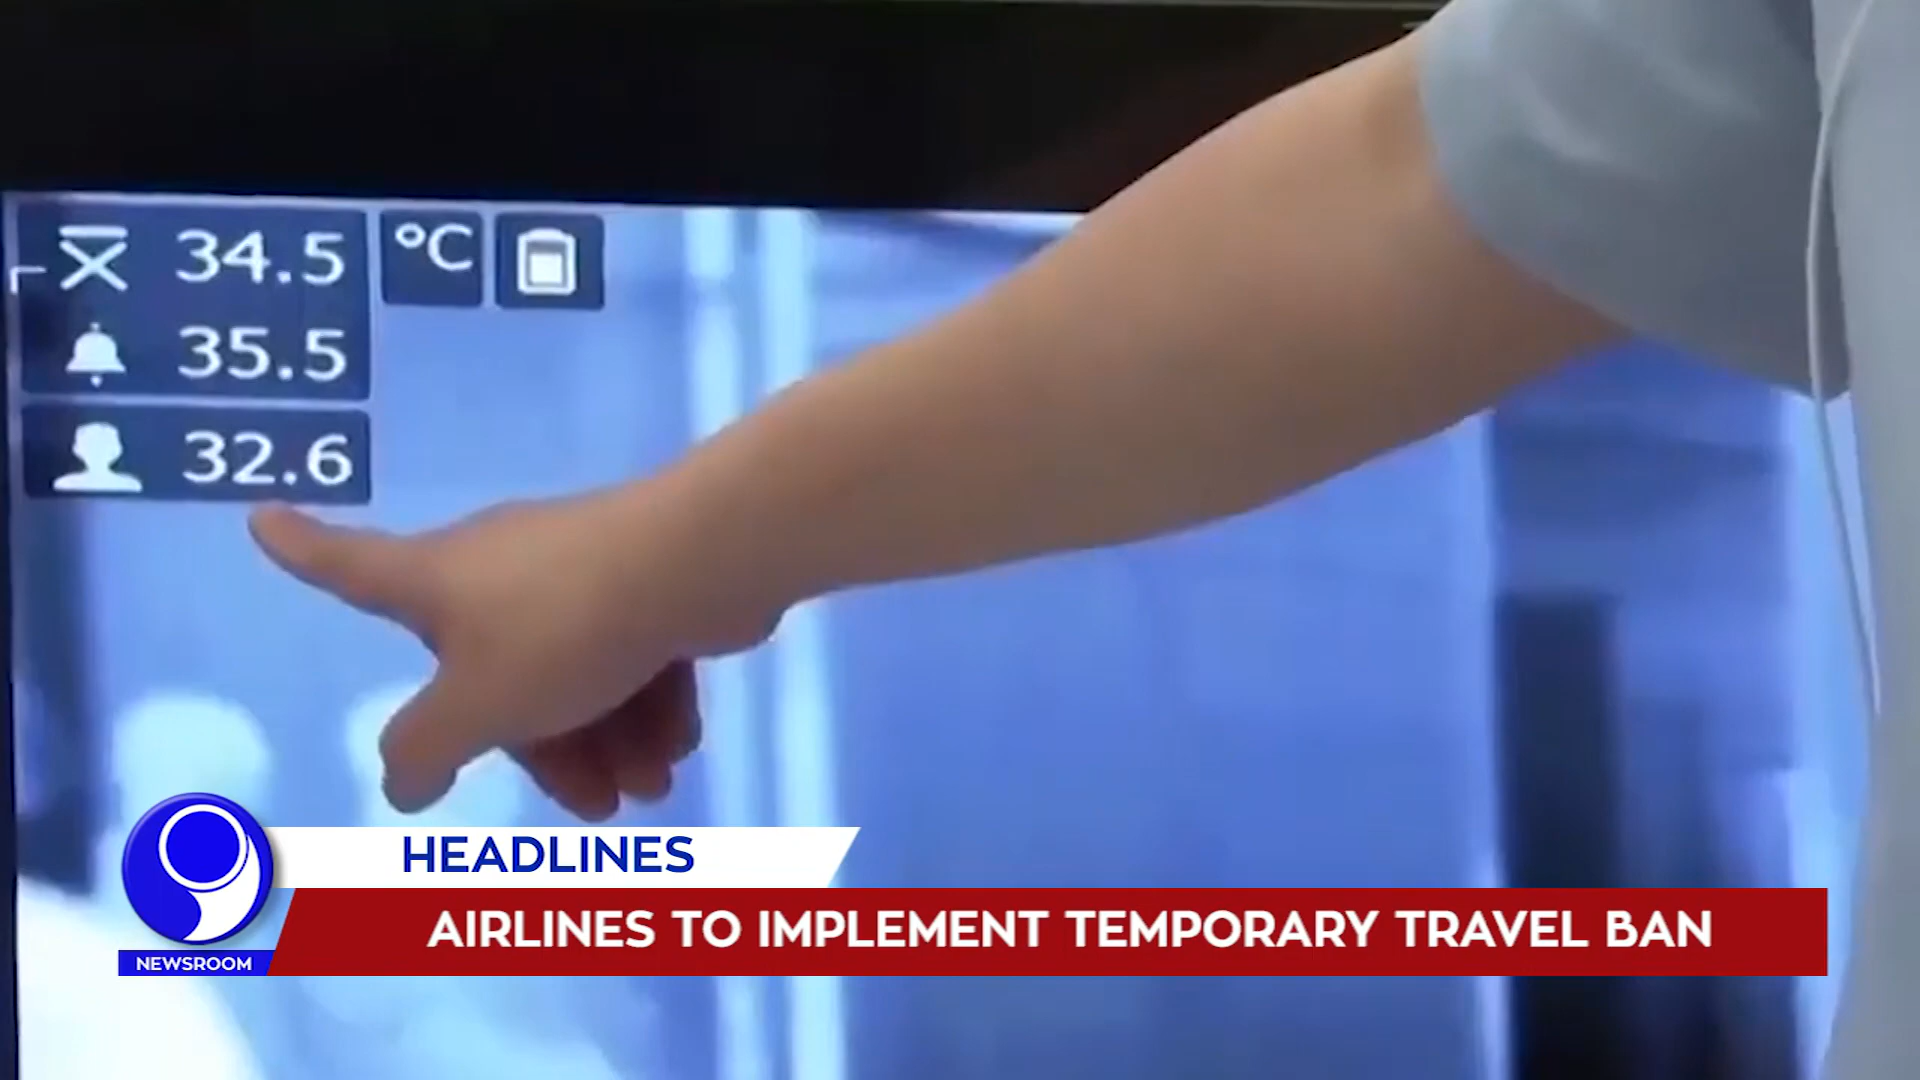 34.5 °C
35.5
32.6
HEADLINES
AIRLINES TO IMPLEMENT TEMPORARY TRAVEL BAN
NEWSROOM